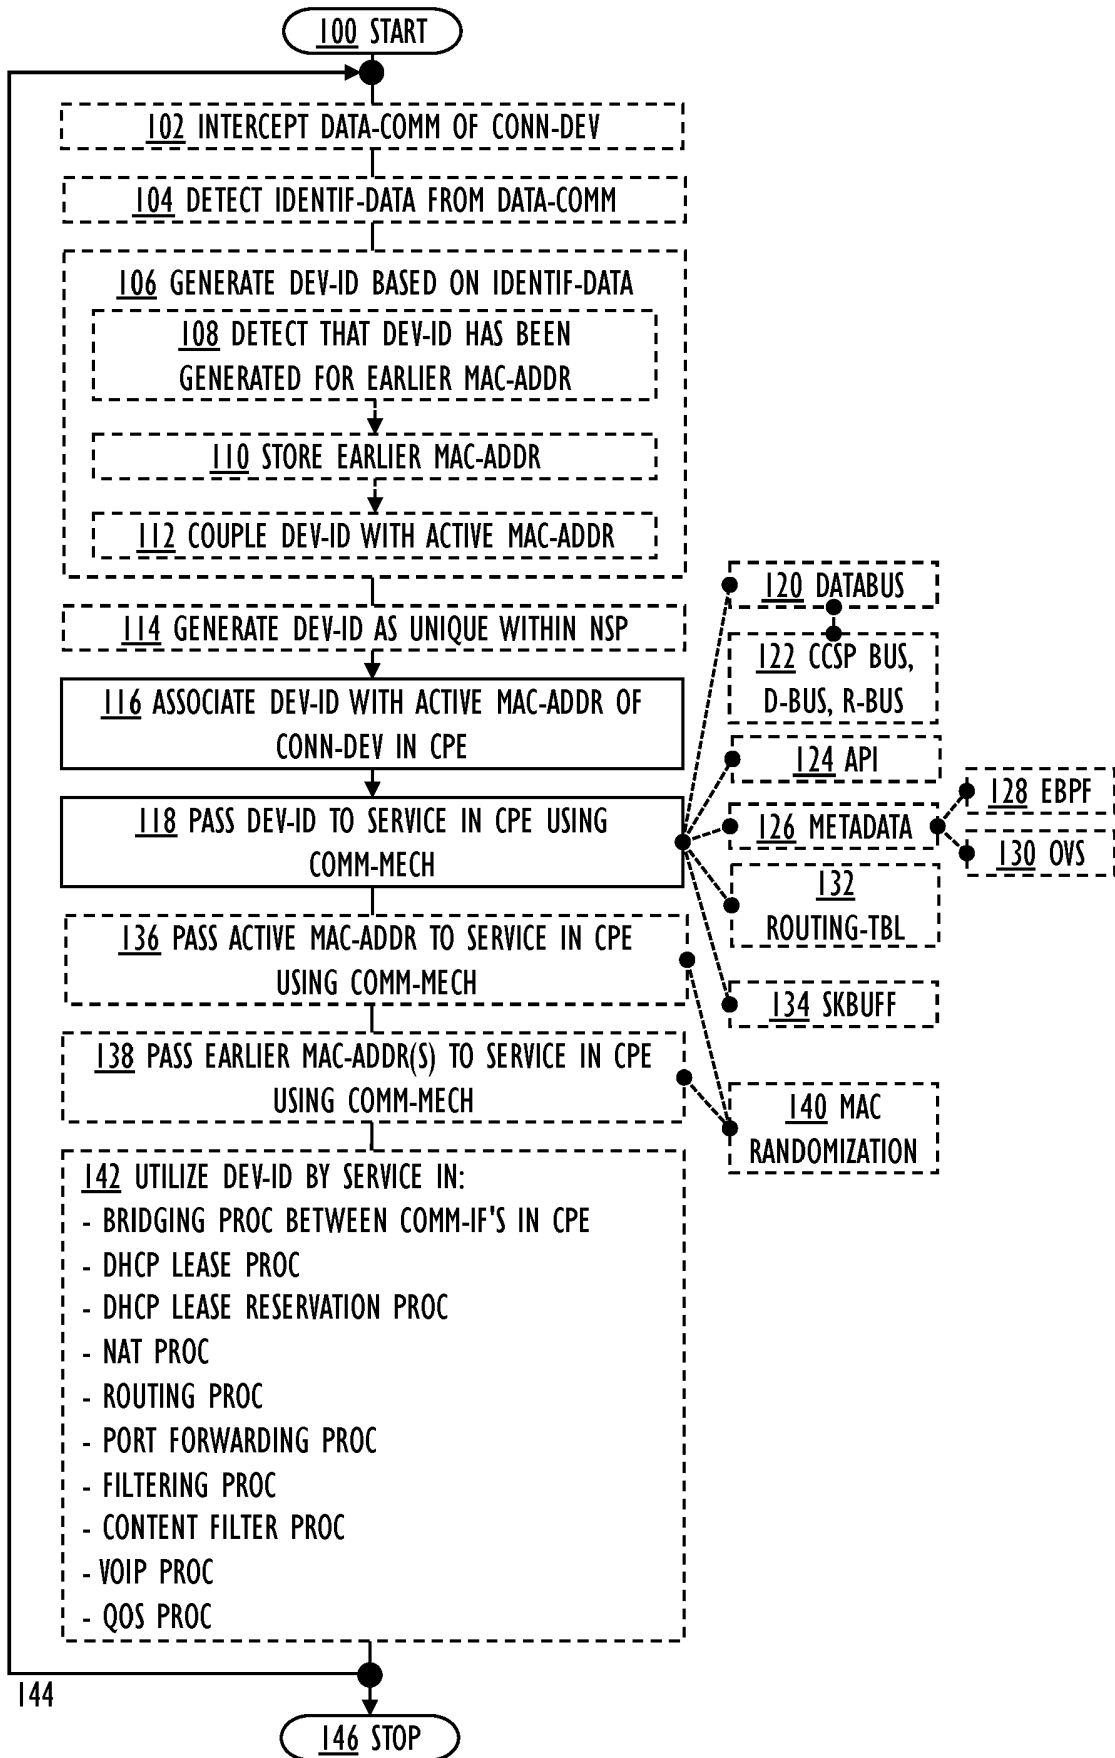 100 START
102 INTERCEPT DATA-COMM OF CONN-DEV
104 DETECT IDENTIF-DATA FROM DATA-COMM
106 GENERATE DEV-ID BASED ON IDENTIF-DATA
108 DETECT THAT DEV-ID HAS BEEN
GENERATED FOR EARLIER MAC-ADDR
110 STORE EARLIER MAC-ADDR
112 COUPLE DEV-ID WITH ACTIVE MAC-ADDR
114 GENERATE DEV-ID AS UNIQUE WITHIN NSP
116 ASSOCIATE DEV-ID WITH ACTIVE MAC-ADDR OF
CONN-DEV IN CPE
118 PASS DEV-ID TO SERVICE IN CPE USING
COMM-MECH
120 DATABUS
122 CCSP BUS,
D-BUS, R-BUS
124 API
126 METADATA
128 EBPF
130 OVS
132
ROUTING-TBL
134 SKBUFF
136 PASS ACTIVE MAC-ADDR TO SERVICE IN CPE
USING COMM-MECH
138 PASS EARLIER MAC-ADDR(S) TO SERVICE IN CPE
USING COMM-MECH
140 MAC
RANDOMIZATION
142 UTILIZE DEV-ID BY SERVICE IN:
- BRIDGING PROC BETWEEN COMM-IF'S IN CPE
- DHCP LEASE PROC
- DHCP LEASE RESERVATION PROC
- NAT PROC
- ROUTING PROC
- PORT FORWARDING PROC
- FILTERING PROC
- CONTENT FILTER PROC
- VOIP PROC
- QOS PROC
144
146 STOP